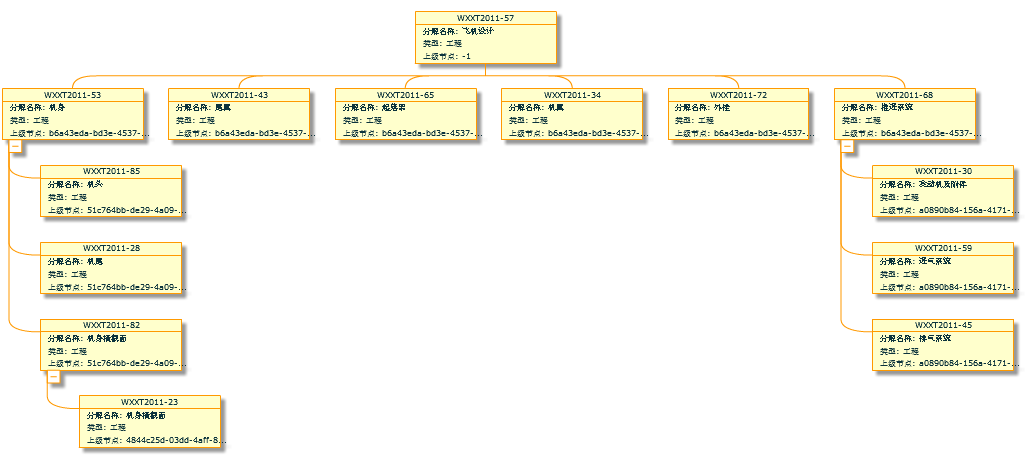 WXXT2011-57
分解名称: 飞机设计
类型: 工程
上级节点: -1
WXXT2011-53
分解名称: 机身
类型: 工程
上级节点: b6a43eda-bd3e-4537-...
WXXT2011-43
分解名称: 尾翼
类型: 工程
上级节点: b6a43eda-bd3e-4537-...
WXXT2011-65
分解名称: 起落架
类型: 工程
上级节点: b6a43eda-bd3e-4537-...
WXXT2011-34
分解名称: 机翼
类型: 工程
上级节点: b6a43eda-bd3e-4537-...
WXXT2011-72
分解名称: 外挂
类型: 工程
上级节点: b6a43eda-bd3e-4537-...
WXXT2011-68
分解名称: 推进系统
类型: 工程
上级节点: b6a43eda-bd3e-4537-...
WXXT2011-85
分解名称: 机头
类型: 工程
上级节点: 51c764bb-de29-4a09-...
WXXT2011-28
分解名称: 机尾
类型: 工程
上级节点: 51c764bb-de29-4a09-...
WXXT2011-82
分解名称: 机身横截面
类型: 工程
上级节点: 51c764bb-de29-4a09-...
WXXT2011-23
分解名称: 机身横截面
类型: 工程
上级节点: 4844c25d-03dd-4aff-8...
WXXT2011-30
分解名称: 发动机及附件
类型: 工程
上级节点: a0890b84-156a-4171-...
WXXT2011-59
分解名称: 进气系统
类型: 工程
上级节点: a0890b84-156a-4171-...
WXXT2011-45
分解名称: 排气系统
类型: 工程
上级节点: a0890b84-156a-4171-...